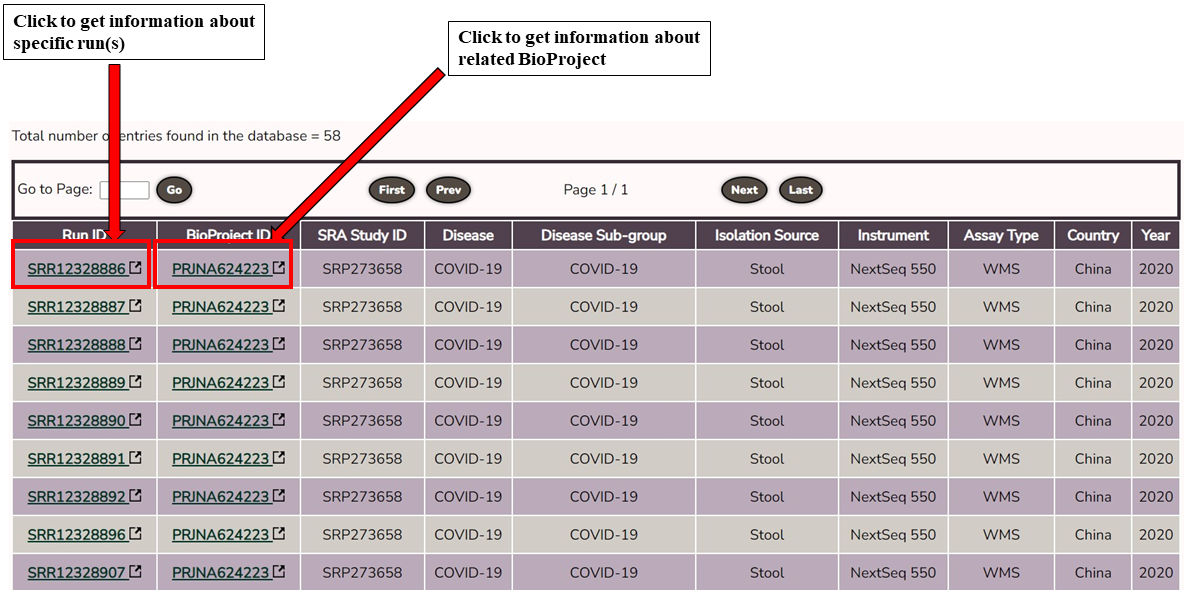 Click to get information about
specific run(s)
Click to get information about
related BioProject
Total number of entries found in the database = 58
Go to Page: Go First Prev Page 1 / 1 Next Last
Run ID BioProject ID SRA Study ID Disease Disease Sub-group Isolation Source Instrument Assay Type Country Year
SRR12328886 PRJNA624223 SRP273658 COVID-19 COVID-19 Stool NextSeq 550 WMS China 2020
SRR12328887 PRJNA624223 SRP273658 COVID-19 COVID-19 Stool NextSeq 550 WMS China 2020
SRR12328888 PRJNA624223 SRP273658 COVID-19 COVID-19 Stool NextSeq 550 WMS China 2020
SRR12328889 PRJNA624223 SRP273658 COVID-19 COVID-19 Stool NextSeq 550 WMS China 2020
SRR12328890 PRJNA624223 SRP273658 COVID-19 COVID-19 Stool NextSeq 550 WMS China 2020
SRR12328891 PRJNA624223 SRP273658 COVID-19 COVID-19 Stool NextSeq 550 WMS China 2020
SRR12328892 PRJNA624223 SRP273658 COVID-19 COVID-19 Stool NextSeq 550 WMS China 2020
SRR12328896 PRJNA624223 SRP273658 COVID-19 COVID-19 Stool NextSeq 550 WMS China 2020
SRR12328907 PRJNA624223 SRP273658 COVID-19 COVID-19 Stool NextSeq 550 WMS China 2020